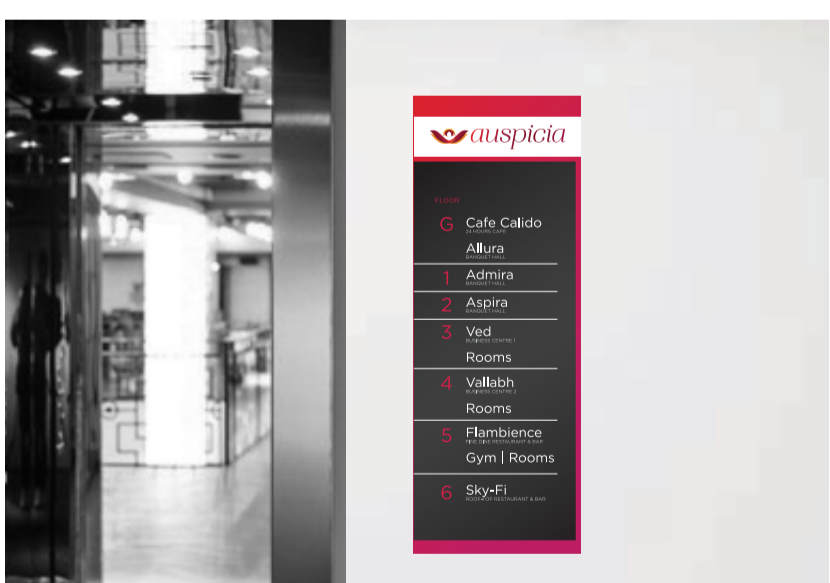 auspicia
FLOOR
G Cafe Calido
24 HOURS CAFE
Allura
BANQUET HALL
1 Admira
BANQUET HALL
2 Aspira
BANQUET HALL
3 Ved
BUSINESS CENTRE 1
Rooms
4 Vallabh
BUSINESS CENTRE 2
Rooms
5 Flambience
FINE DINE RESTAURANT & BAR
Gym | Rooms
6 Sky-Fi
ROOF-TOP RESTAURANT & BAR